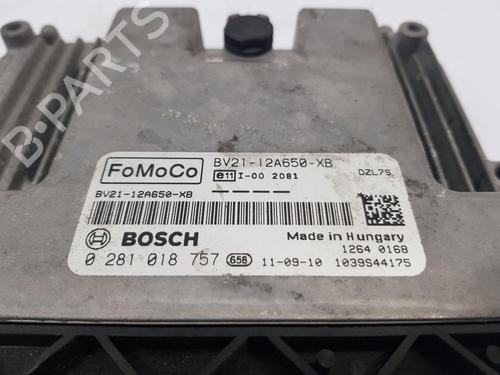 B-PARTS
FoMoCo
BV21-12A650-XB
e11 I-00 2081
DZL7S
BV21-12A650-XB
BOSCH
Made in Hungary
1264 0168
0 281 018 757 658 11-09-10 1039S44175